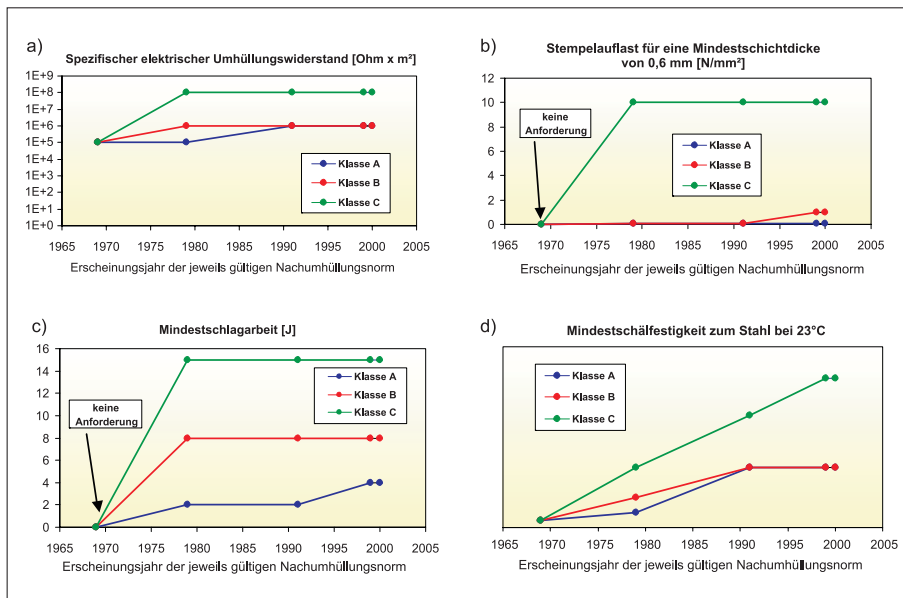 a)
Spezifischer elektrischer Umhüllungswiderstand [Ohm x m²]
1E+9
1E+8
1E+7
1E+6
1E+5
1E+4
1E+3
1E+2
1E+1
1E+0
Klasse A
Klasse B
Klasse C
1965 1970 1975 1980 1985 1990 1995 2000 2005
Erscheinungsjahr der jeweils gültigen Nachumhüllungsnorm
b)
Stempelauflast für eine Mindestschichtdicke
von 0,6 mm [N/mm²]
12
10
8
6
4
2
0
keine
Anforderung
Klasse A
Klasse B
Klasse C
1965 1970 1975 1980 1985 1990 1995 2000 2005
Erscheinungsjahr der jeweils gültigen Nachumhüllungsnorm
c)
Mindestschlagarbeit [J]
16
14
12
10
8
6
4
2
0
keine
Anforderung
Klasse A
Klasse B
Klasse C
1965 1970 1975 1980 1985 1990 1995 2000 2005
Erscheinungsjahr der jeweils gültigen Nachumhüllungsnorm
d)
Mindestschälfestigkeit zum Stahl bei 23°C
Klasse A
Klasse B
Klasse C
1965 1970 1975 1980 1985 1990 1995 2000 2005
Erscheinungsjahr der jeweils gültigen Nachumhüllungsnorm